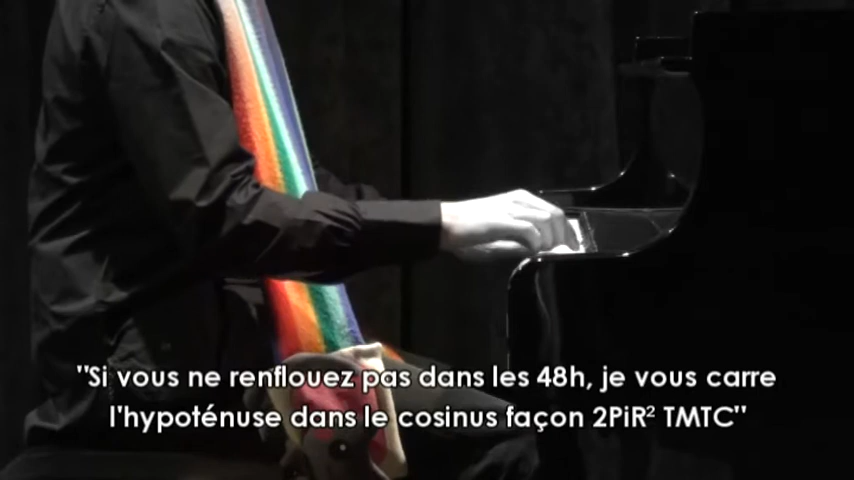 "Si vous ne renflouez pas dans les 48h, je vous carre
l'hypoténuse dans le cosinus façon 2PiR² TMTC"